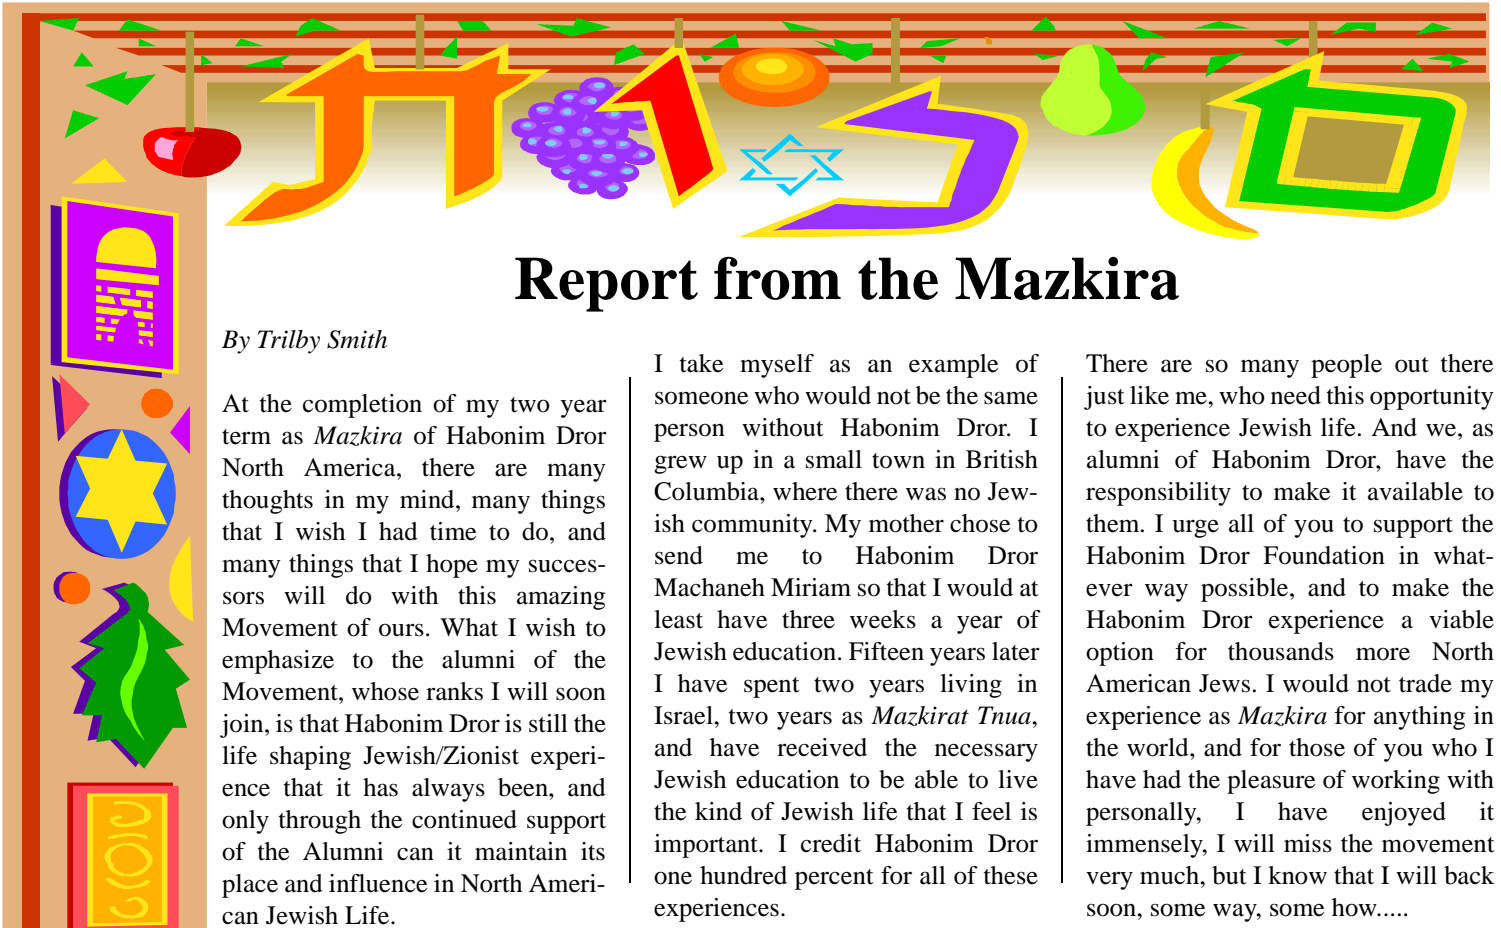 סכות
Report from the Mazkira
By Trilby Smith
At the completion of my two year
term as Mazkira of Habonim Dror
North America, there are many
thoughts in my mind, many things
that I wish I had time to do, and
many things that I hope my succes-
sors will do with this amazing
Movement of ours. What I wish to
emphasize to the alumni of the
Movement, whose ranks I will soon
join, is that Habonim Dror is still the
life shaping Jewish/Zionist experi-
ence that it has always been, and
only through the continued support
of the Alumni can it maintain its
place and influence in North Ameri-
can Jewish Life.
I take myself as an example of
someone who would not be the same
person without Habonim Dror. I
grew up in a small town in British
Columbia, where there was no Jew-
ish community. My mother chose to
send me to Habonim Dror
Machaneh Miriam so that I would at
least have three weeks a year of
Jewish education. Fifteen years later
I have spent two years living in
Israel, two years as Mazkirat Tnua,
and have received the necessary
Jewish education to be able to live
the kind of Jewish life that I feel is
important. I credit Habonim Dror
one hundred percent for all of these
experiences.
There are so many people out there
just like me, who need this opportunity
to experience Jewish life. And we, as
alumni of Habonim Dror, have the
responsibility to make it available to
them. I urge all of you to support the
Habonim Dror Foundation in what-
ever way possible, and to make the
Habonim Dror experience a viable
option for thousands more North
American Jews. I would not trade my
experience as Mazkira for anything in
the world, and for those of you who I
have had the pleasure of working with
personally, I have enjoyed it
immensely, I will miss the movement
very much, but I know that I will back
soon, some way, some how.....